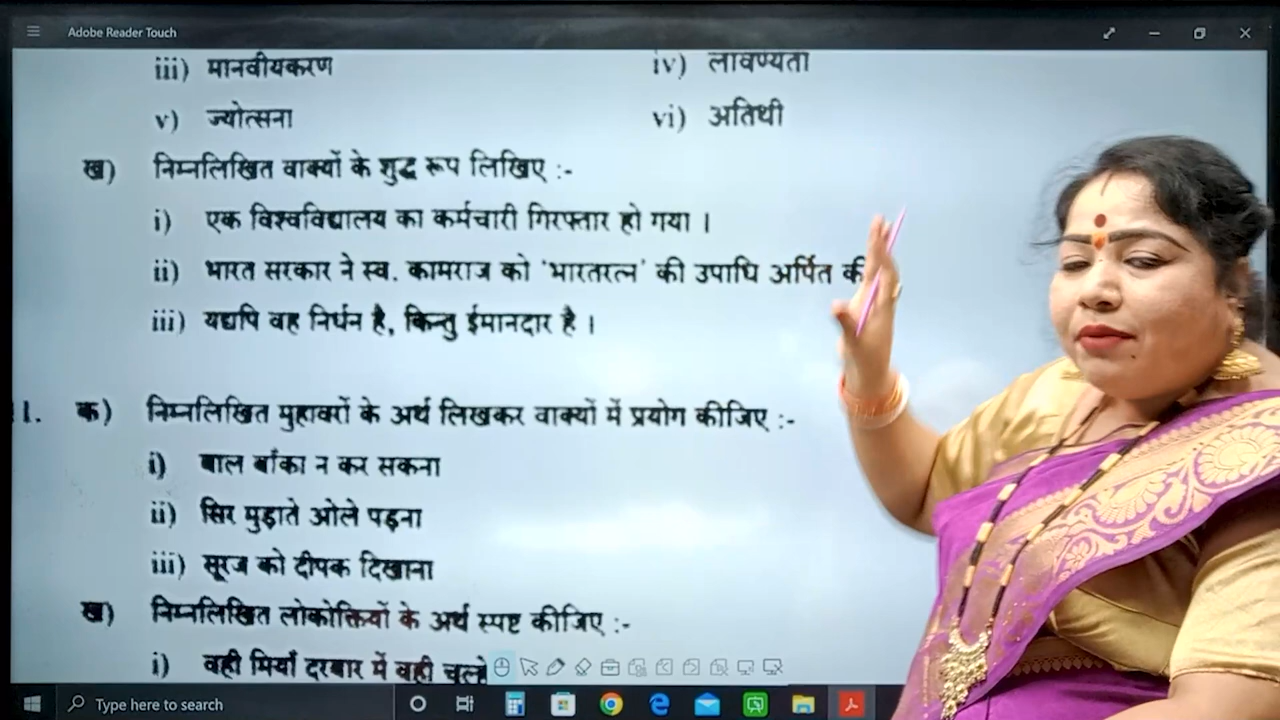 Adobe Reader Touch
iii) मानवीयकरण iv) लावण्यता
v) ज्योत्सना vi) अतिथी
ख) निम्नलिखित वाक्यों के शुद्ध रूप लिखिए :-
i) एक विश्वविद्यालय का कर्मचारी गिरफ्तार हो गया ।
ii) भारत सरकार ने स्व. कामराज को 'भारतरत्न' की उपाधि अर्पित की
iii) यद्यपि वह निर्धन है, किन्तु ईमानदार है ।
1. क) निम्नलिखित मुहावरों के अर्थ लिखकर वाक्यों में प्रयोग कीजिए :-
i) बाल बाँका न कर सकना
ii) सिर मुड़ाते ओले पड़ना
iii) सूरज को दीपक दिखाना
ख) निम्नलिखित लोकोक्तियों के अर्थ स्पष्ट कीजिए :-
i) वही मियाँ दरबार में वही चूल्हे
Type here to search